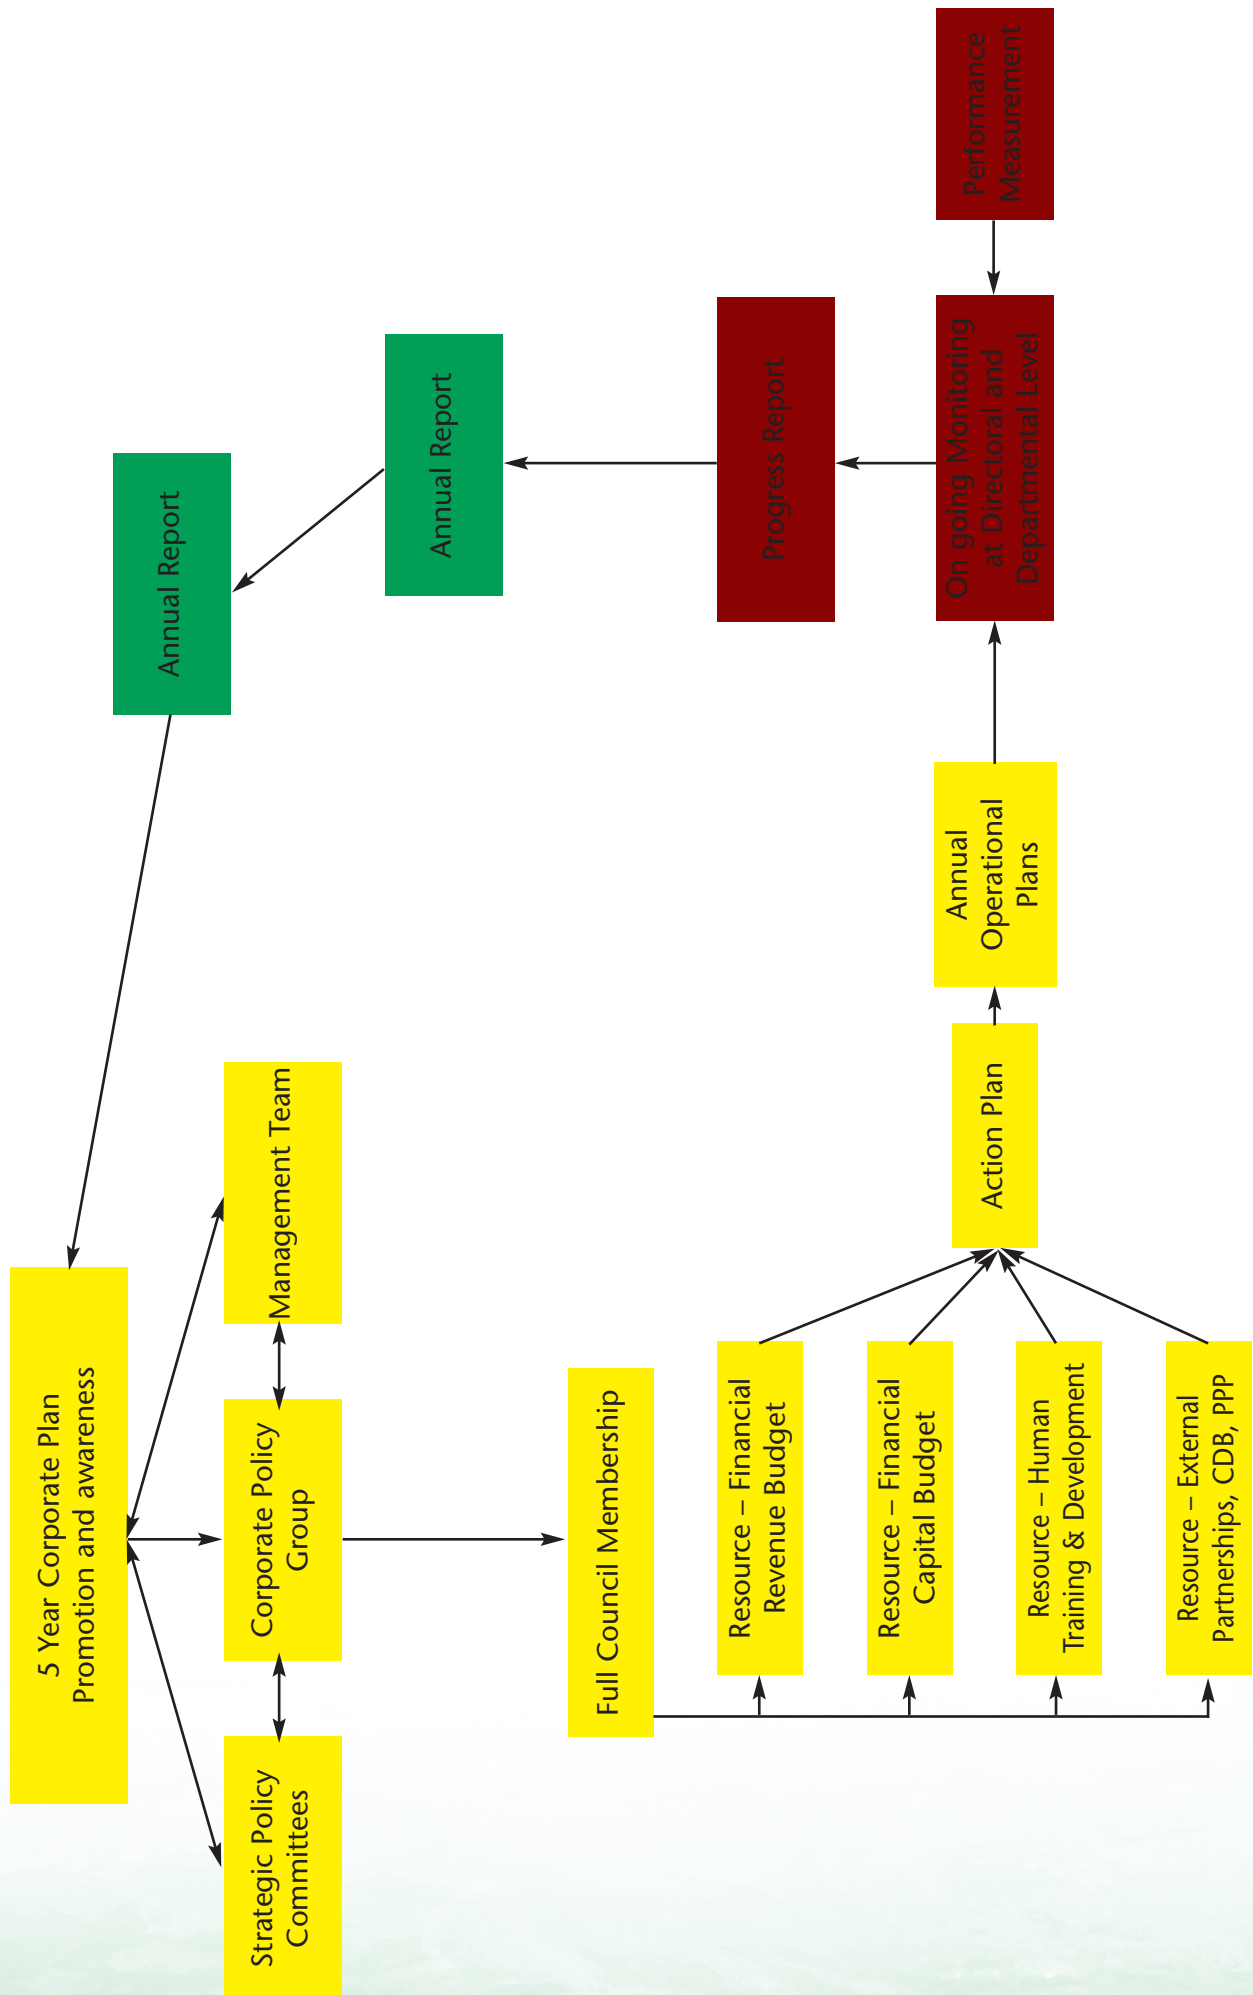 5 Year Corporate Plan
Promotion and awareness
Strategic Policy
Committees
Corporate Policy
Group
Management Team
Full Council Membership
Resource – Financial
Revenue Budget
Resource – Financial
Capital Budget
Resource – Human
Training & Development
Resource – External
Partnerships, CDB, PPP
Action Plan
Annual
Operational
Plans
On going Monitoring
at Directoral and
Departmental Level
Performance
Measurement
Progress Report
Annual Report
Annual Report